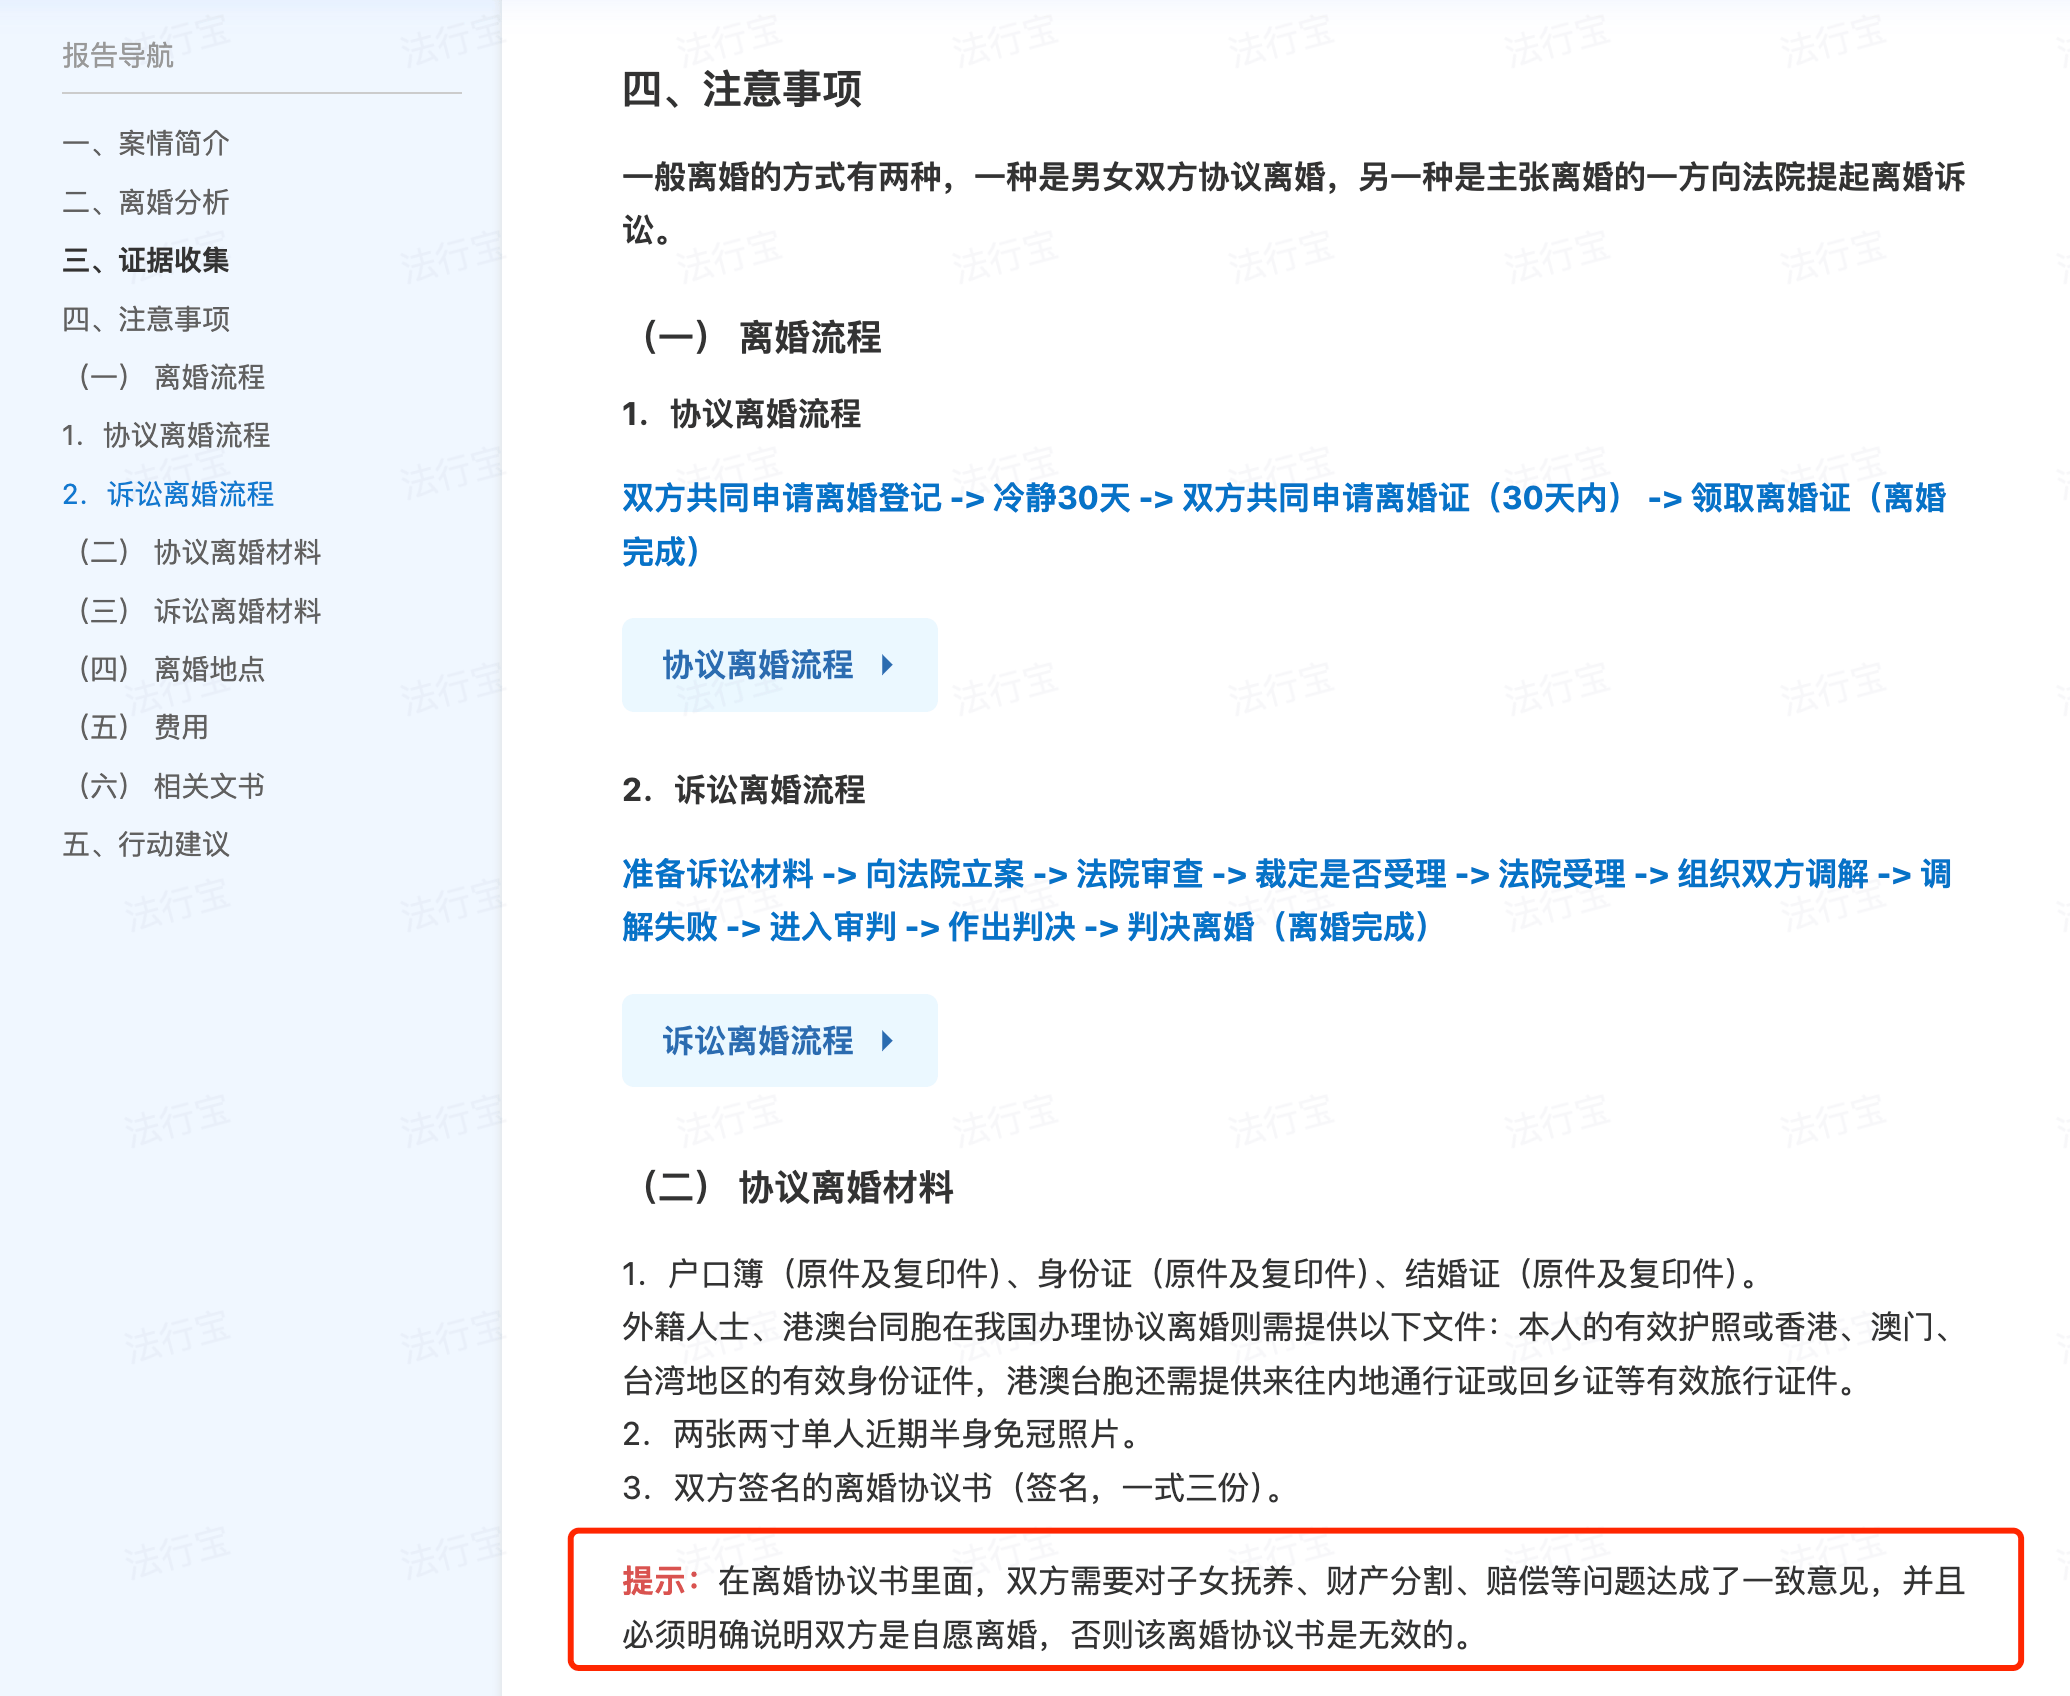 报告导航
一、案情简介
二、离婚分析
三、证据收集
四、注意事项
（一） 离婚流程
1. 协议离婚流程
2. 诉讼离婚流程
（二） 协议离婚材料
（三） 诉讼离婚材料
（四） 离婚地点
（五） 费用
（六） 相关文书
五、行动建议
四、注意事项
一般离婚的方式有两种，一种是男女双方协议离婚，另一种是主张离婚的一方向法院提起离婚诉
讼。
（一） 离婚流程
1. 协议离婚流程
双方共同申请离婚登记 -> 冷静30天 -> 双方共同申请离婚证（30天内） -> 领取离婚证（离婚
完成）
协议离婚流程
2. 诉讼离婚流程
准备诉讼材料 -> 向法院立案 -> 法院审查 -> 裁定是否受理 -> 法院受理 -> 组织双方调解 -> 调
解失败 -> 进入审判 -> 作出判决 -> 判决离婚（离婚完成）
诉讼离婚流程
（二） 协议离婚材料
1. 户口簿（原件及复印件）、身份证（原件及复印件）、结婚证（原件及复印件）。
外籍人士、港澳台同胞在我国办理协议离婚则需提供以下文件：本人的有效护照或香港、澳门、
台湾地区的有效身份证件，港澳台胞还需提供来往内地通行证或回乡证等有效旅行证件。
2. 两张两寸单人近期半身免冠照片。
3. 双方签名的离婚协议书（签名，一式三份）。
提示：在离婚协议书里面，双方需要对子女抚养、财产分割、赔偿等问题达成了一致意见，并且
必须明确说明双方是自愿离婚，否则该离婚协议书是无效的。
法行宝